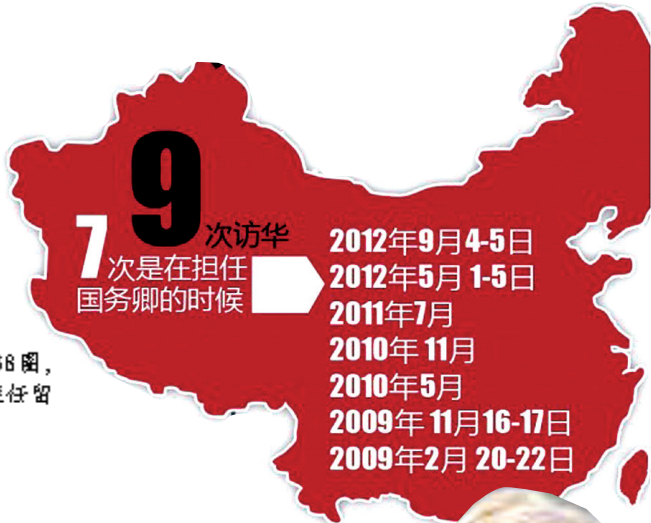 9次访华
7次是在担任
国务卿的时候
2012年9月4-5日
2012年5月 1-5日
2011年7月
2010年 11月
2010年5月
2009年 11月16-17日
2009年2月 20-22日
任留